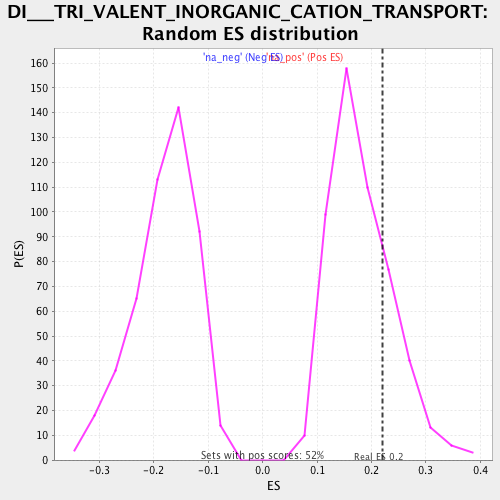 DI___TRI_VALENT_INORGANIC_CATION_TRANSPORT:
Random ES distribution
'na_neg' (Neg ES) 'na_pos' (Pos ES)
160
150
140
130
120
110
100
90
80
70
60
50
40
30
20
10
0
P(ES)
Sets with pos scores: 52%
Real ES 0.2
-0.3 -0.2 -0.1 0.0 0.1 0.2 0.3 0.4
ES